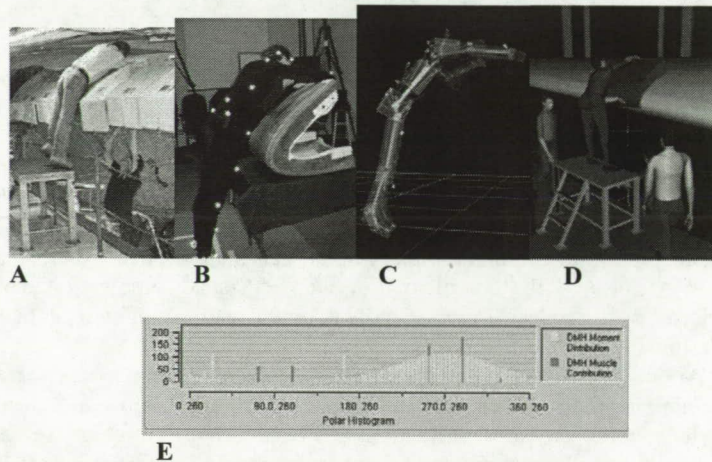 A
B
C
D
200
150
100
50
0
0 260
90.0 260
180 260
270.0 260
360 260
Polar Histogram
DMH Moment
Distribution
DMH Muscle
Contribution
E